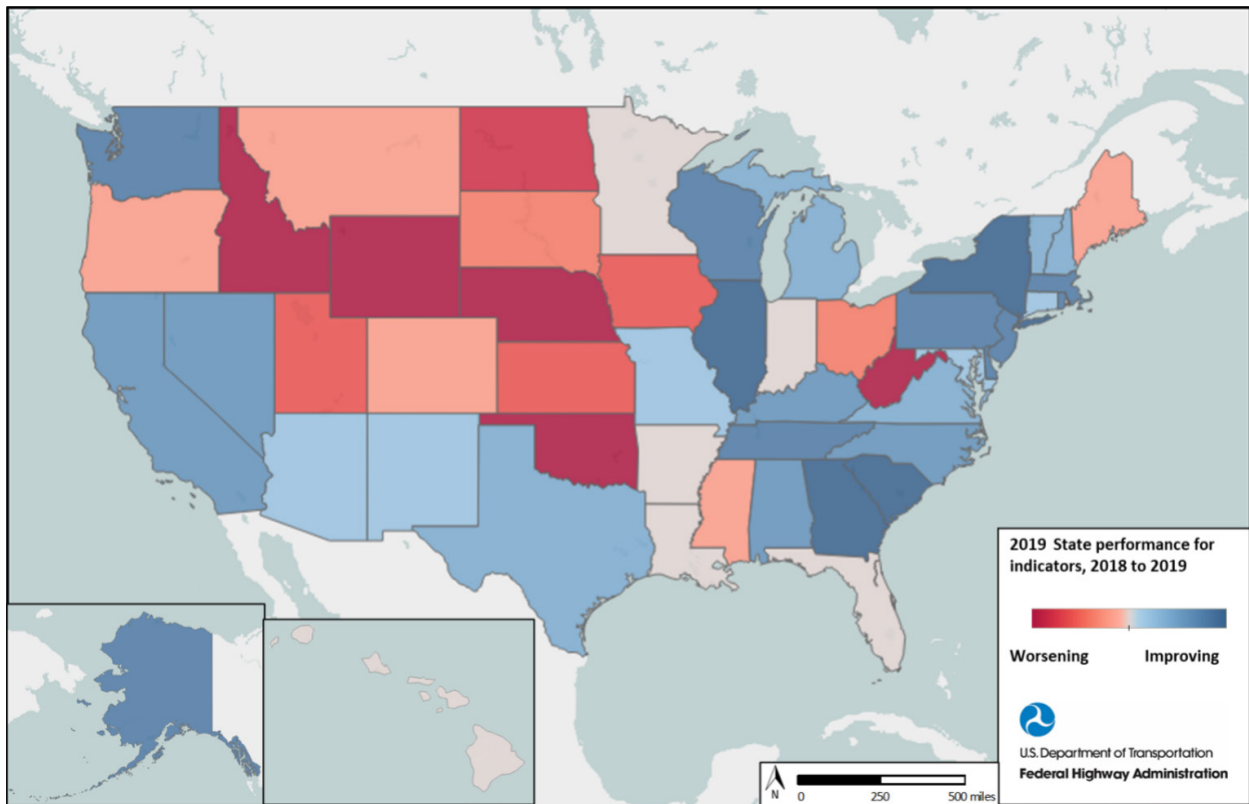 2019 State performance for
indicators, 2018 to 2019
Worsening Improving
U.S. Department of Transportation
Federal Highway Administration
N
0 250 500 miles